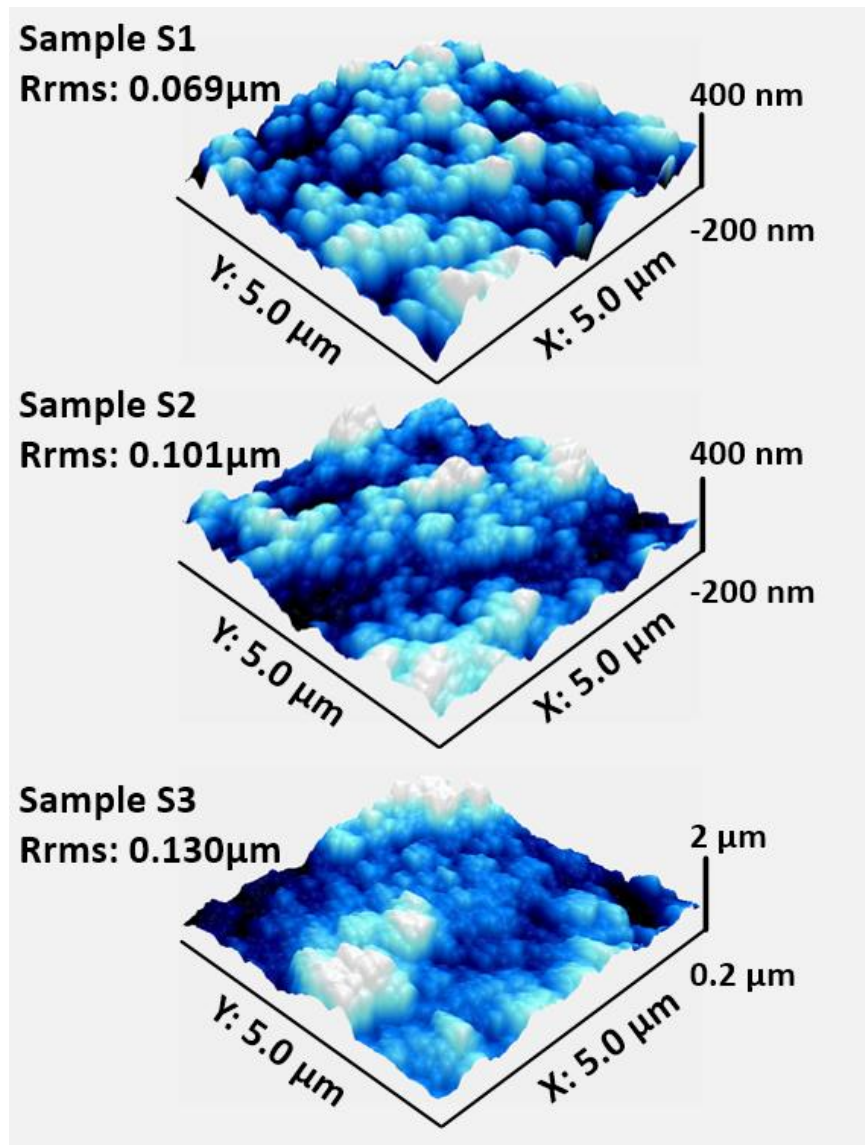 Sample S1
Rrms: 0.069µm
400 nm
-200 nm
Y: 5.0 µm
X: 5.0 µm
Sample S2
Rrms: 0.101µm
400 nm
-200 nm
Y: 5.0 µm
X: 5.0 µm
Sample S3
Rrms: 0.130µm
2 µm
0.2 µm
Y: 5.0 µm
X: 5.0 µm